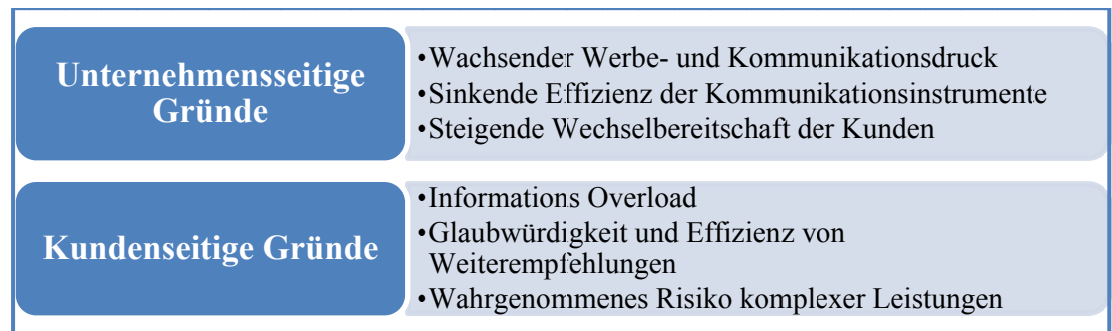 Unternehmensseitige
Gründe
•Wachsender Werbe- und Kommunikationsdruck
•Sinkende Effizienz der Kommunikationsinstrumente
•Steigende Wechselbereitschaft der Kunden
Kundenseitige Gründe
•Informations Overload
•Glaubwürdigkeit und Effizienz von
Weiterempfehlungen
•Wahrgenommenes Risiko komplexer Leistungen